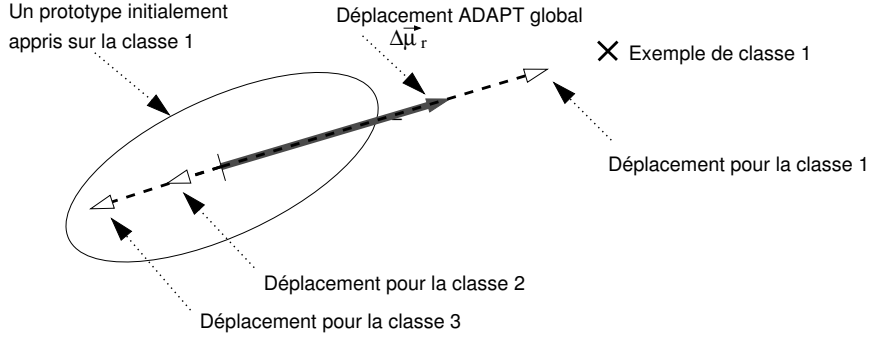 Un prototype initialement
appris sur la classe 1
Déplacement ADAPT global
Δμ⃗ r
Exemple de classe 1
Déplacement pour la classe 1
Déplacement pour la classe 2
Déplacement pour la classe 3